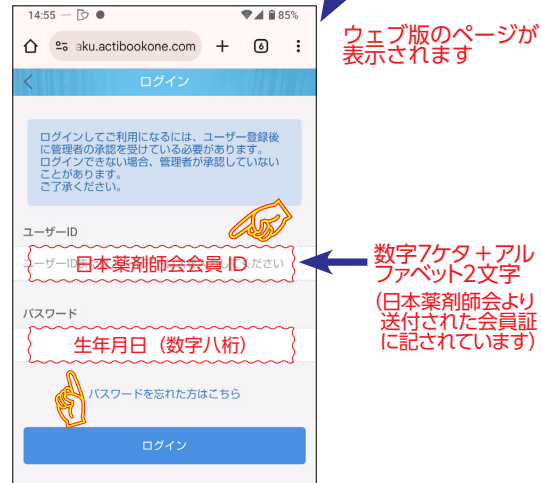 14:55
85%
ウェブ版のページが
表示されます
aku.actibookone.com
6
ログイン
ログインしてご利用になるには、ユーザー登録後
に管理者の承認を受けている必要があります。
ログインできない場合、管理者が承認していない
ことがあります。
ご了承ください。
ユーザーID
ユーザーID
ださい
日本薬剤師会会員 ID
数字7ケタ＋アル
ファベット2文字
(日本薬剤師会より
送付された会員証
に記されています)
パスワード
生年月日（数字八桁）
パスワードを忘れた方はこちら
ログイン